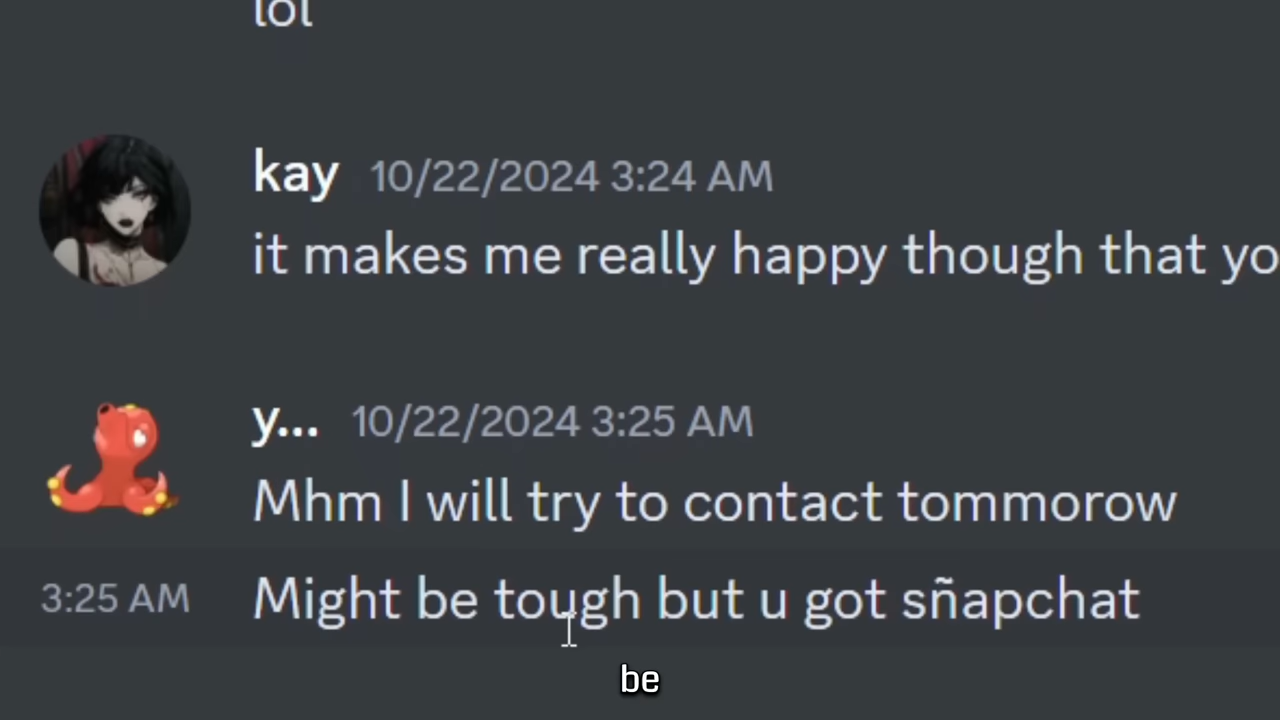 lol
kay 10/22/2024 3:24 AM
it makes me really happy though that yo
y... 10/22/2024 3:25 AM
Mhm I will try to contact tommorow
3:25 AM Might be tough but u got sñapchat
be